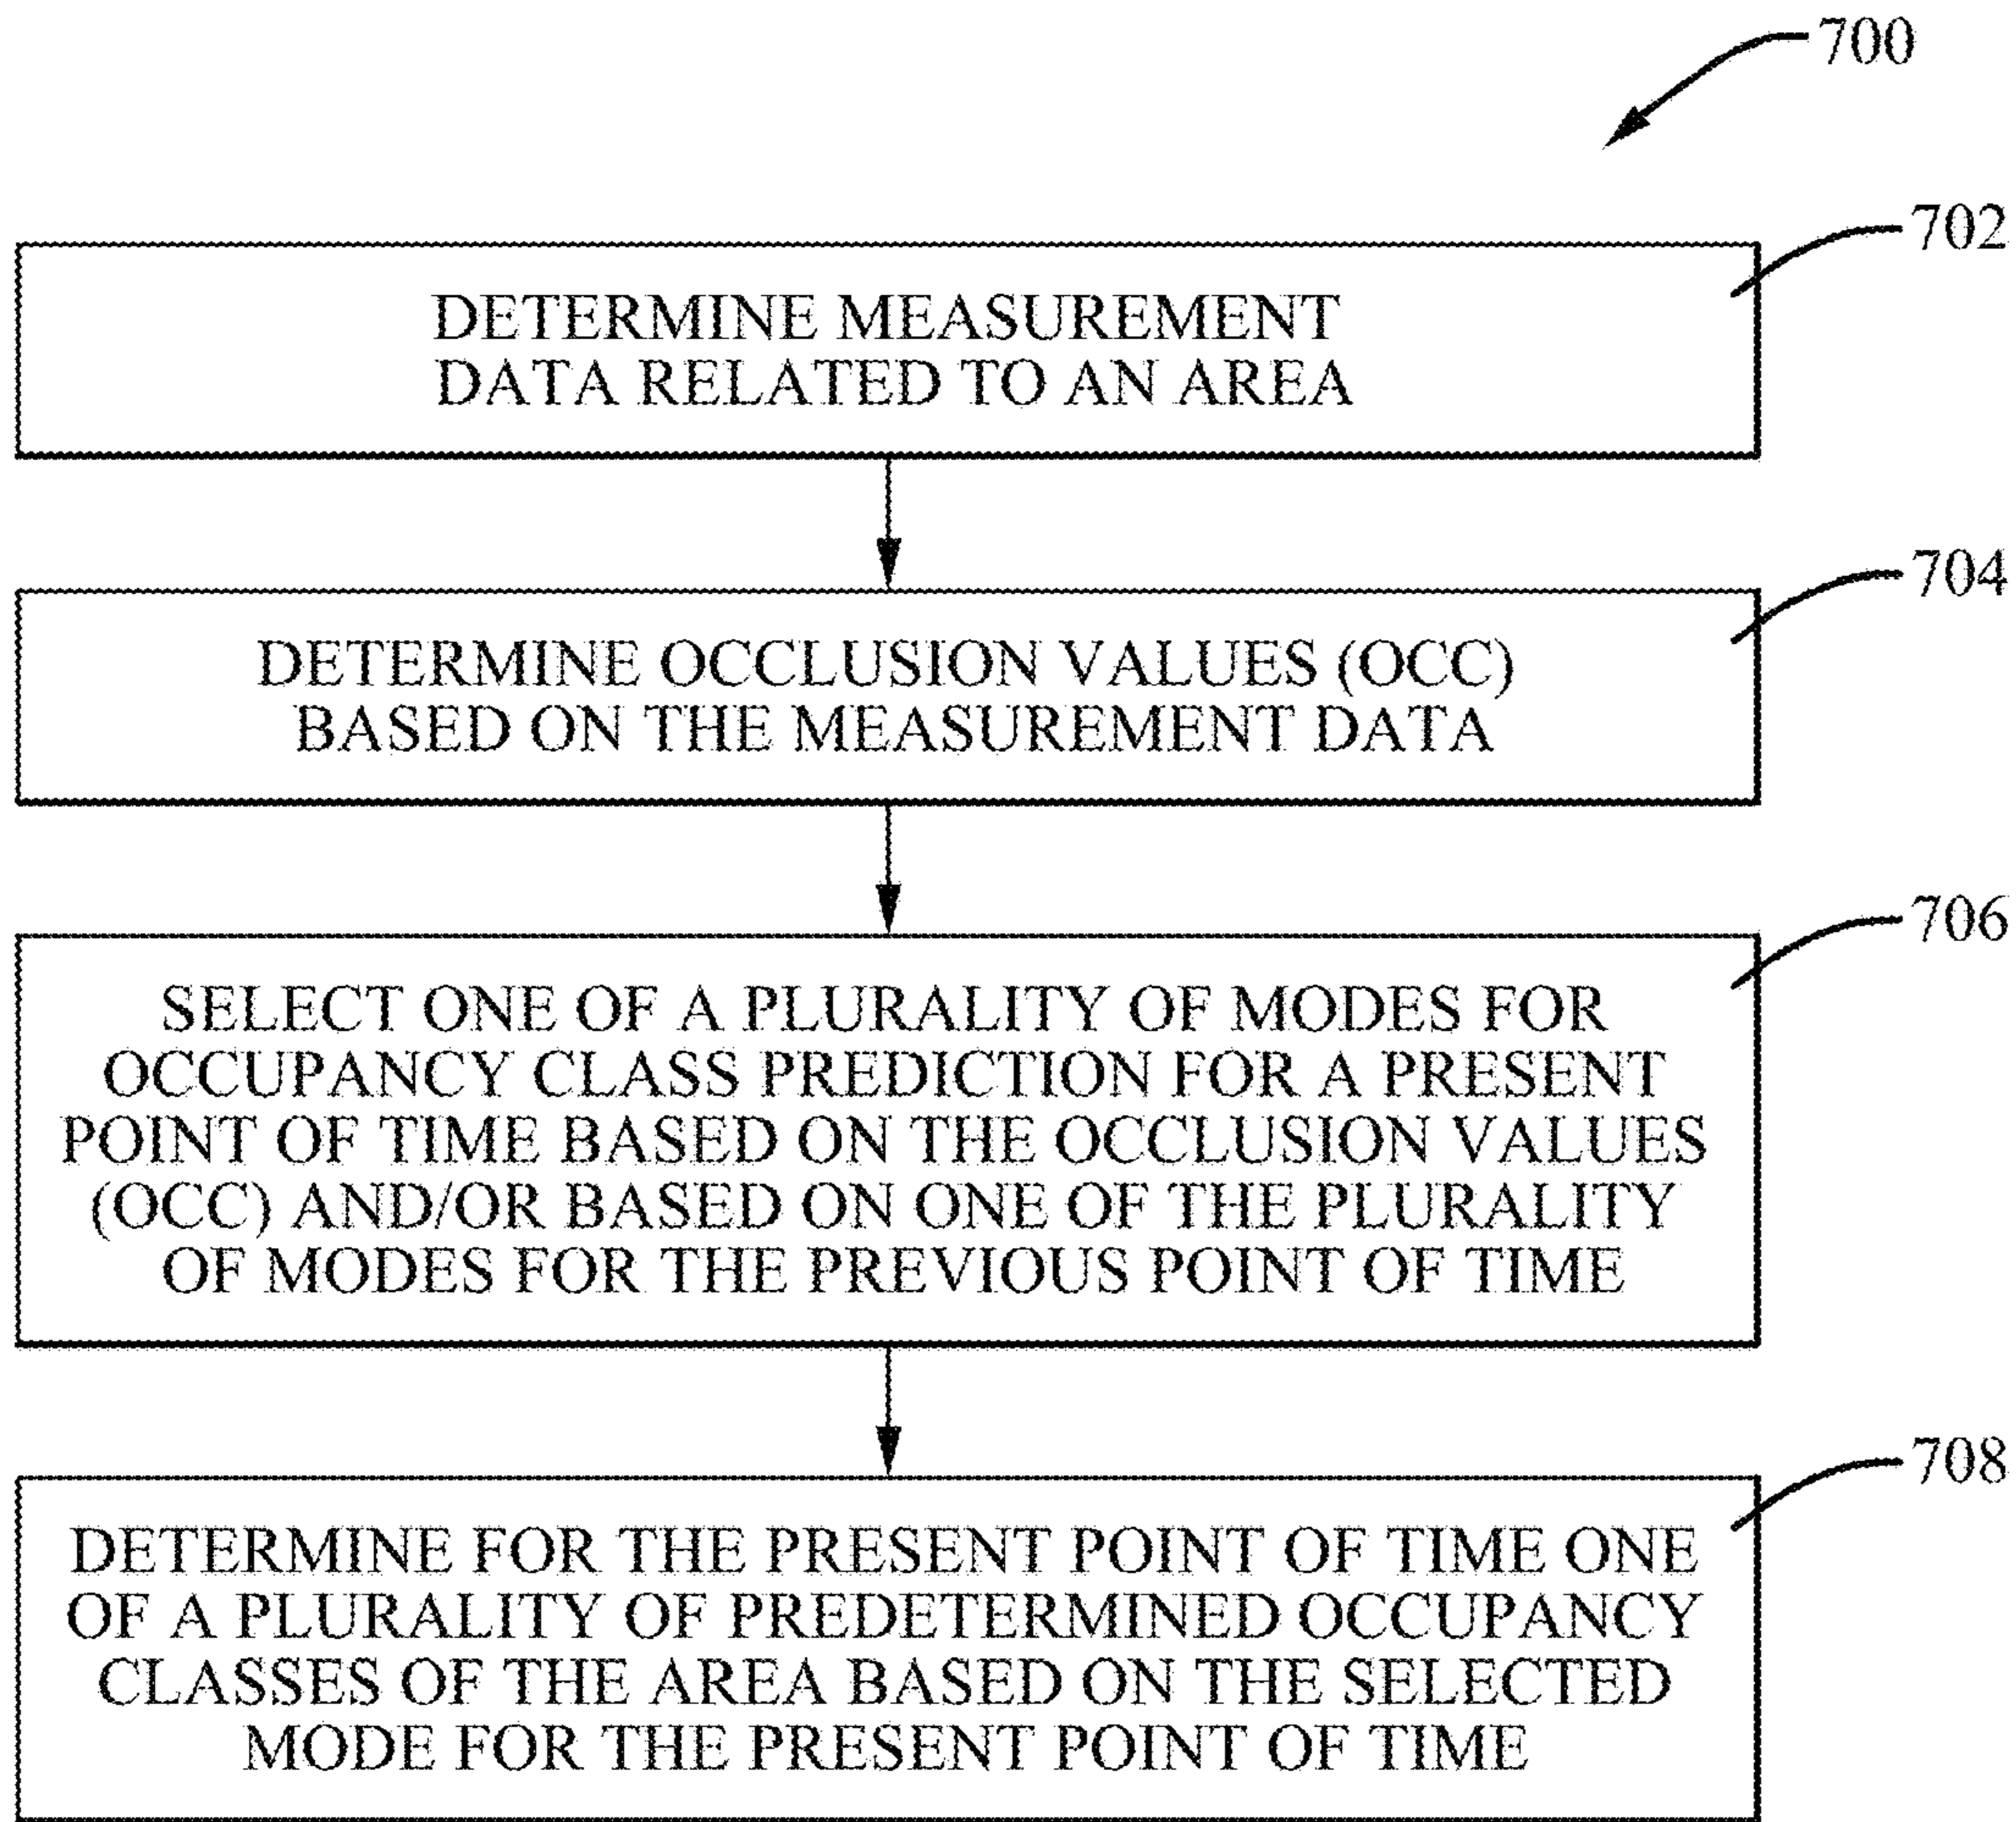 700
702
DETERMINE MEASUREMENT
DATA RELATED TO AN AREA
704
DETERMINE OCCLUSION VALUES (OCC)
BASED ON THE MEASUREMENT DATA
706
SELECT ONE OF A PLURALITY OF MODES FOR
OCCUPANCY CLASS PREDICTION FOR A PRESENT
POINT OF TIME BASED ON THE OCCLUSION VALUES
(OCC) AND/OR BASED ON ONE OF THE PLURALITY
OF MODES FOR THE PREVIOUS POINT OF TIME
708
DETERMINE FOR THE PRESENT POINT OF TIME ONE
OF A PLURALITY OF PREDETERMINED OCCUPANCY
CLASSES OF THE AREA BASED ON THE SELECTED
MODE FOR THE PRESENT POINT OF TIME